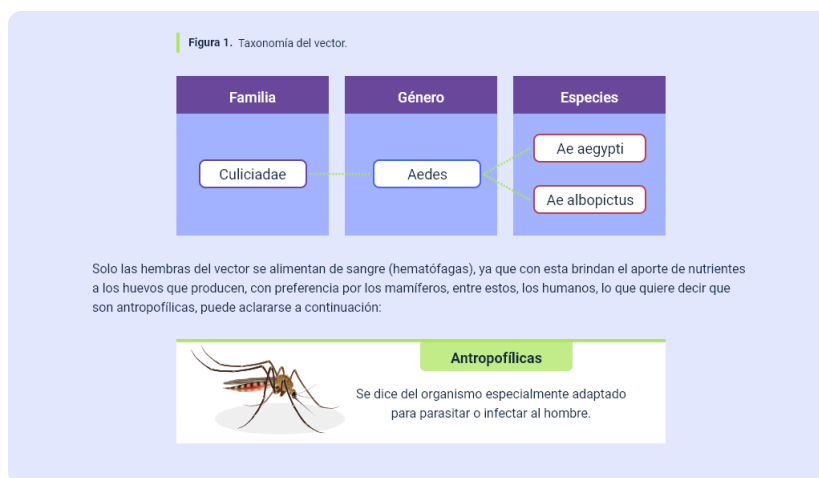 Figura 1. Taxonomía del vector.
Familia
Género
Especies
Culiciadae
Aedes
Ae aegypti
Ae albopictus
Solo las hembras del vector se alimentan de sangre (hematófagas), ya que con esta brindan el aporte de nutrientes
a los huevos que producen, con preferencia por los mamíferos, entre estos, los humanos, lo que quiere decir que
son antropofílicas, puede aclararse a continuación:
Antropofílicas
Se dice del organismo especialmente adaptado
para parasitar o infectar al hombre.